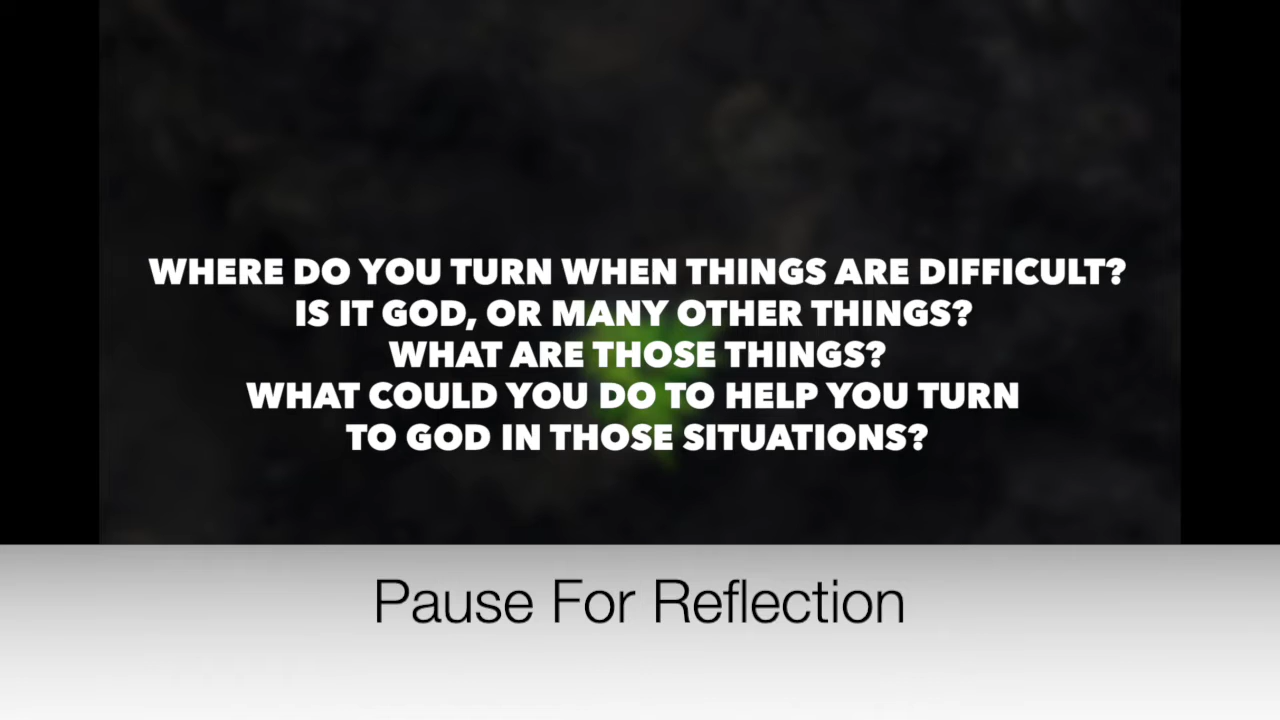 WHERE DO YOU TURN WHEN THINGS ARE DIFFICULT?
IS IT GOD, OR MANY OTHER THINGS?
WHAT ARE THOSE THINGS?
WHAT COULD YOU DO TO HELP YOU TURN
TO GOD IN THOSE SITUATIONS?
Pause For Reflection